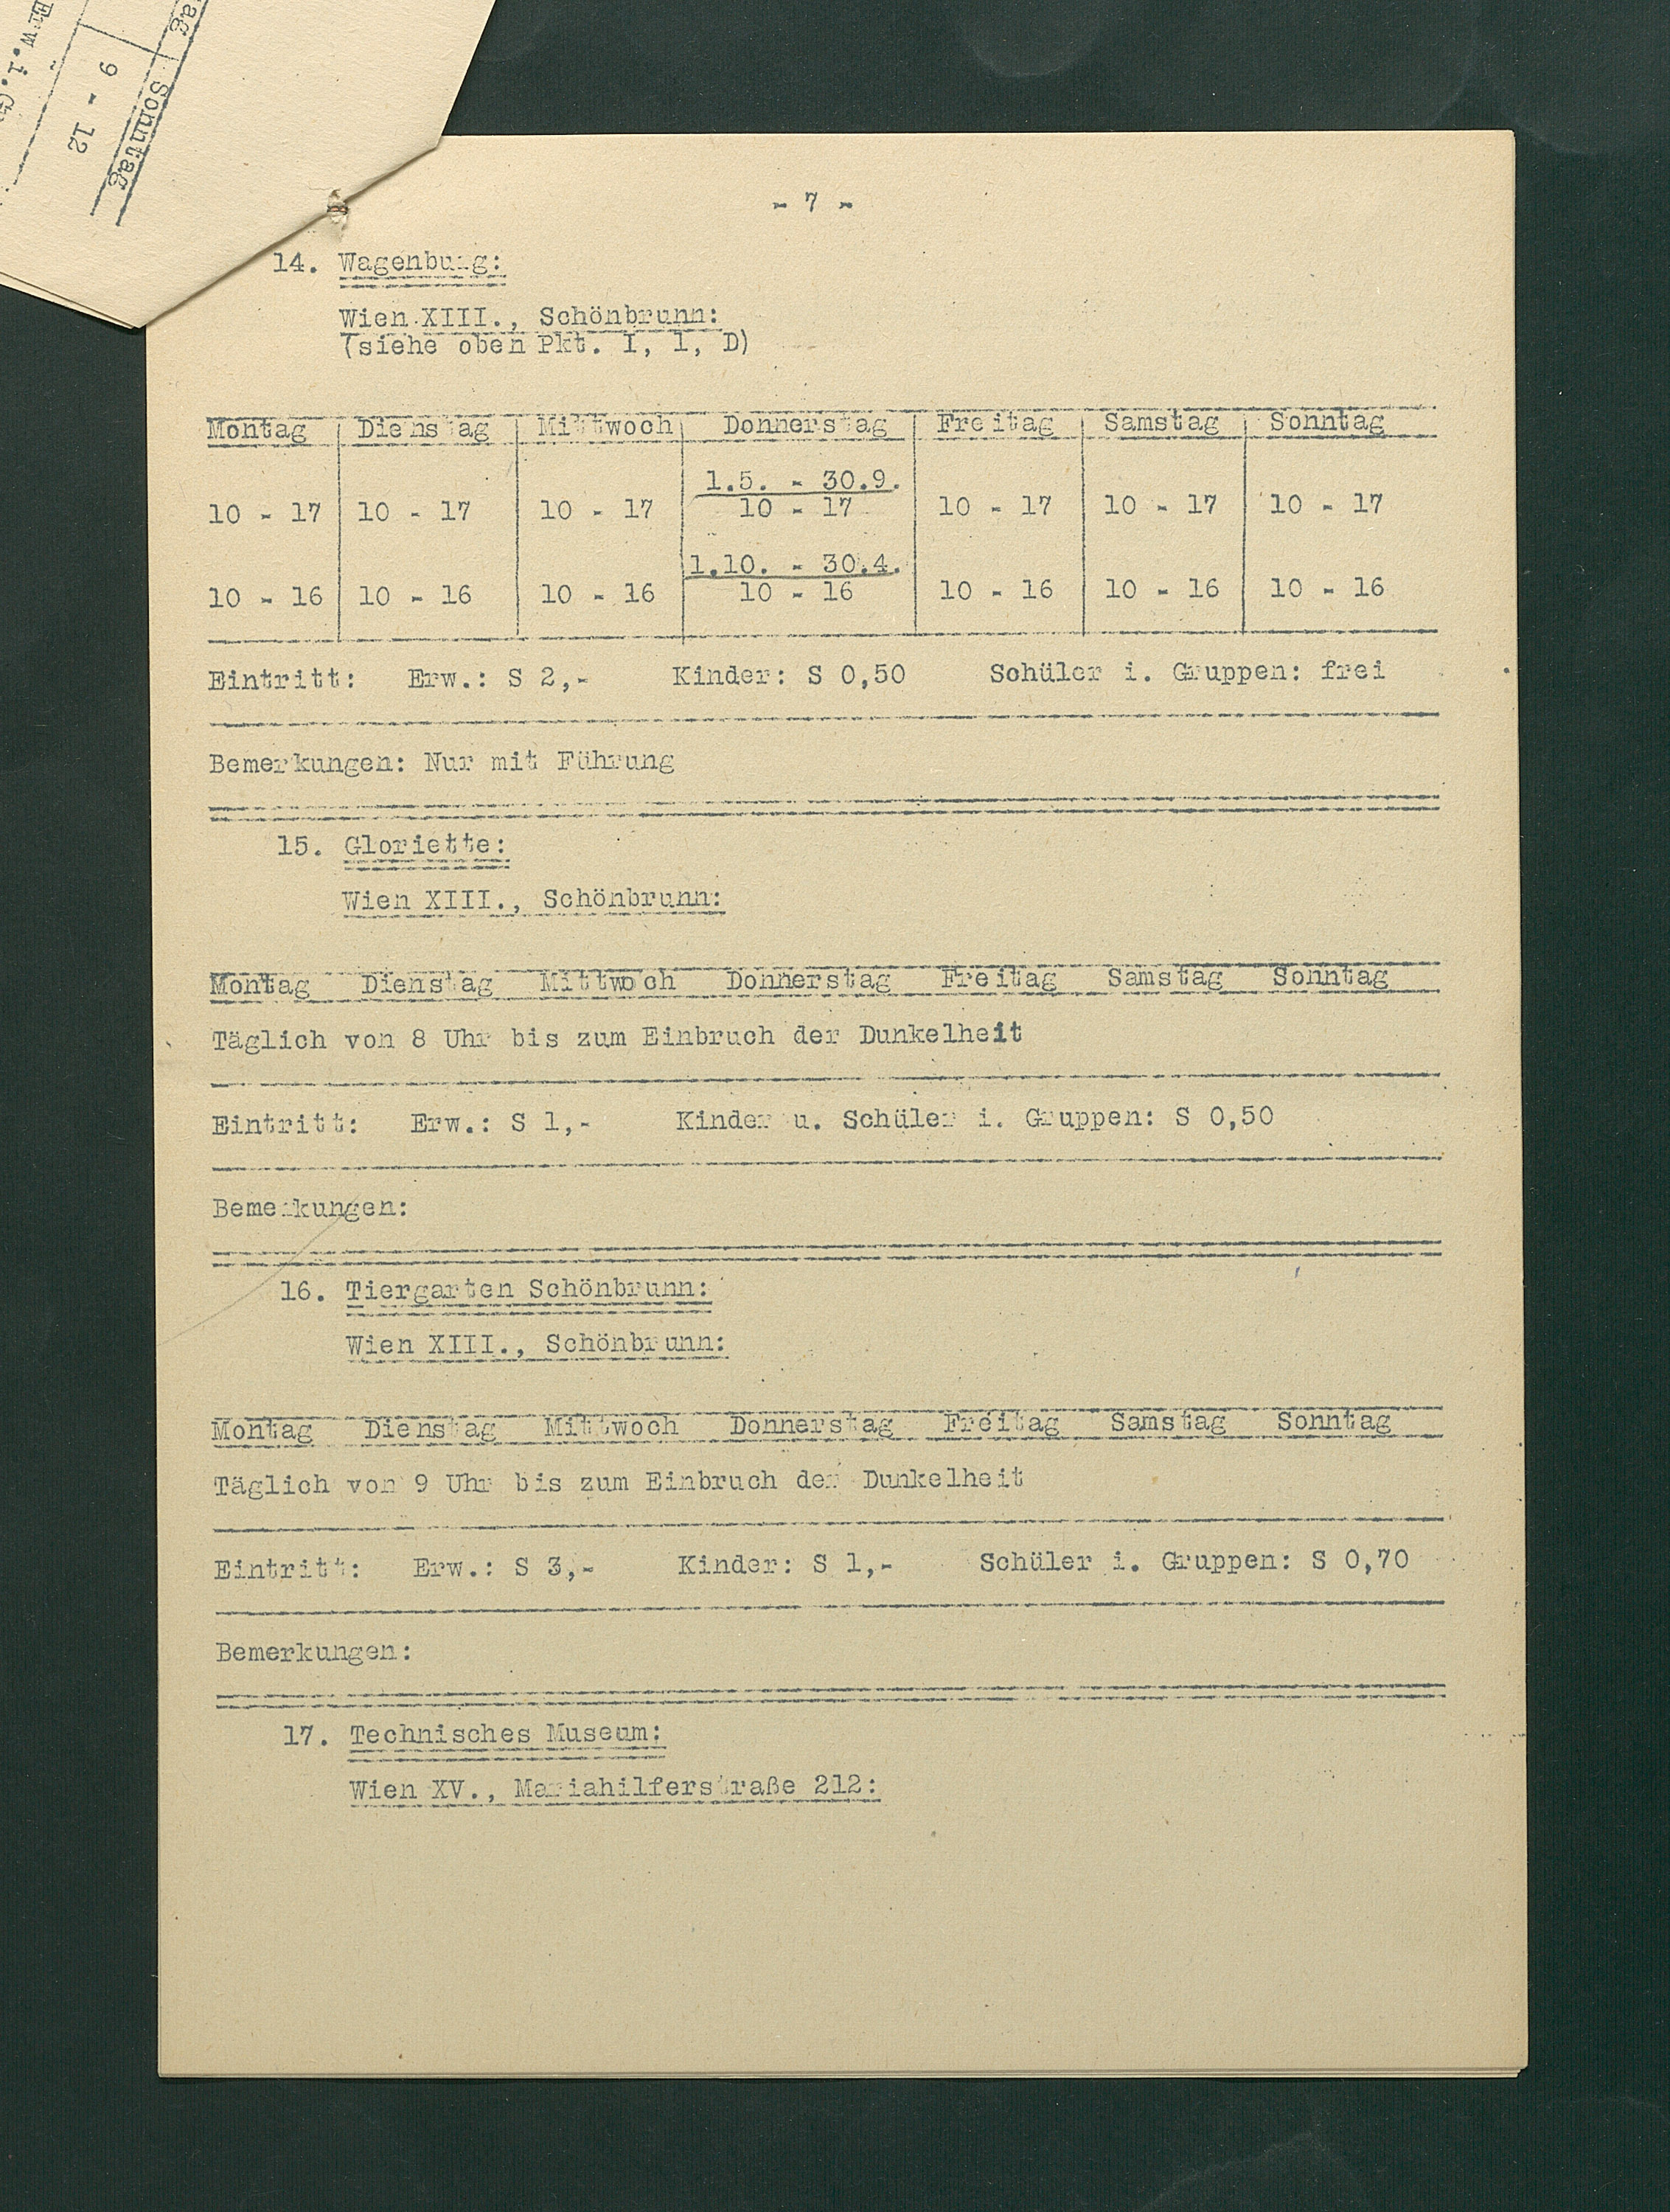 ag
Sonntag
9 - 12
Erw.i.
- 7 -
14. Wagenburg:
Wien XIII., Schönbrunn:
(siehe oben Pkt. I, 1, D)
Montag Dienstag Mittwoch Donnerstag Freitag Samstag Sonntag
1.5. - 30.9.
10 - 17 10 - 17 10 - 17 10 - 17 10 - 17 10 - 17 10 - 17
1.10. - 30.4.
10 - 16 10 - 16 10 - 16 10 - 16 10 - 16 10 - 16 10 - 16
Eintritt: Erw.: S 2,- Kinder: S 0,50 Schüler i. Gruppen: frei
Bemerkungen: Nur mit Führung
15. Gloriette:
Wien XIII., Schönbrunn:
Montag Dienstag Mittwoch Donnerstag Freitag Samstag Sonntag
Täglich von 8 Uhr bis zum Einbruch der Dunkelheit
Eintritt: Erw.: S 1,- Kinder u. Schüler i. Gruppen: S 0,50
Bemerkungen:
16. Tiergarten Schönbrunn:
Wien XIII., Schönbrunn:
Montag Dienstag Mittwoch Donnerstag Freitag Samstag Sonntag
Täglich von 9 Uhr bis zum Einbruch der Dunkelheit
Eintritt: Erw.: S 3,- Kinder: S 1,- Schüler i. Gruppen: S 0,70
Bemerkungen:
17. Technisches Museum:
Wien XV., Mariahilferstraße 212: